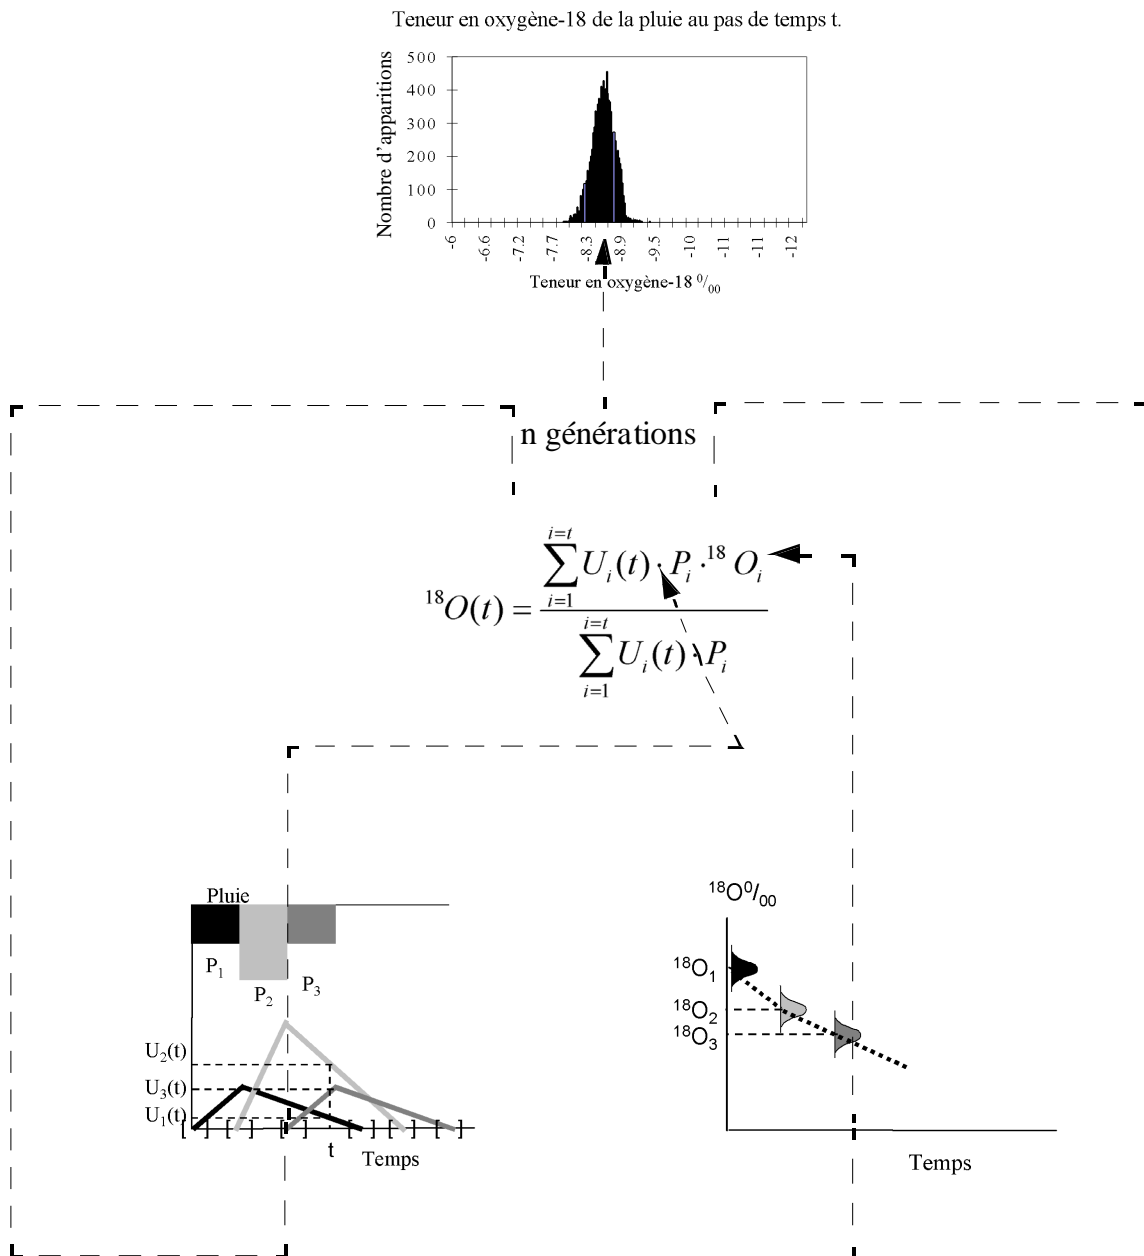 Teneur en oxygène-18 de la pluie au pas de temps t.
Nombre d'apparitions
500
400
300
200
100
0
-6
-6.6
-7.2
-7.7
-8.3
-8.9
-9.5
-10
-11
-11
-12
Teneur en oxygène-18 ⁰/₀₀
n générations
¹⁸O(t) = ∑_{i=1}^{i=t} U_i(t)·P_i·¹⁸O_i / ∑_{i=1}^{i=t} U_i(t)·P_i
Pluie
P₁
P₂
P₃
U₂(t)
U₃(t)
U₁(t)
[ ] [ ] [ ] [ ] [ ] [ ] [ ]
t
Temps
¹⁸O⁰/₀₀
¹⁸O₁
¹⁸O₂
¹⁸O₃
Temps